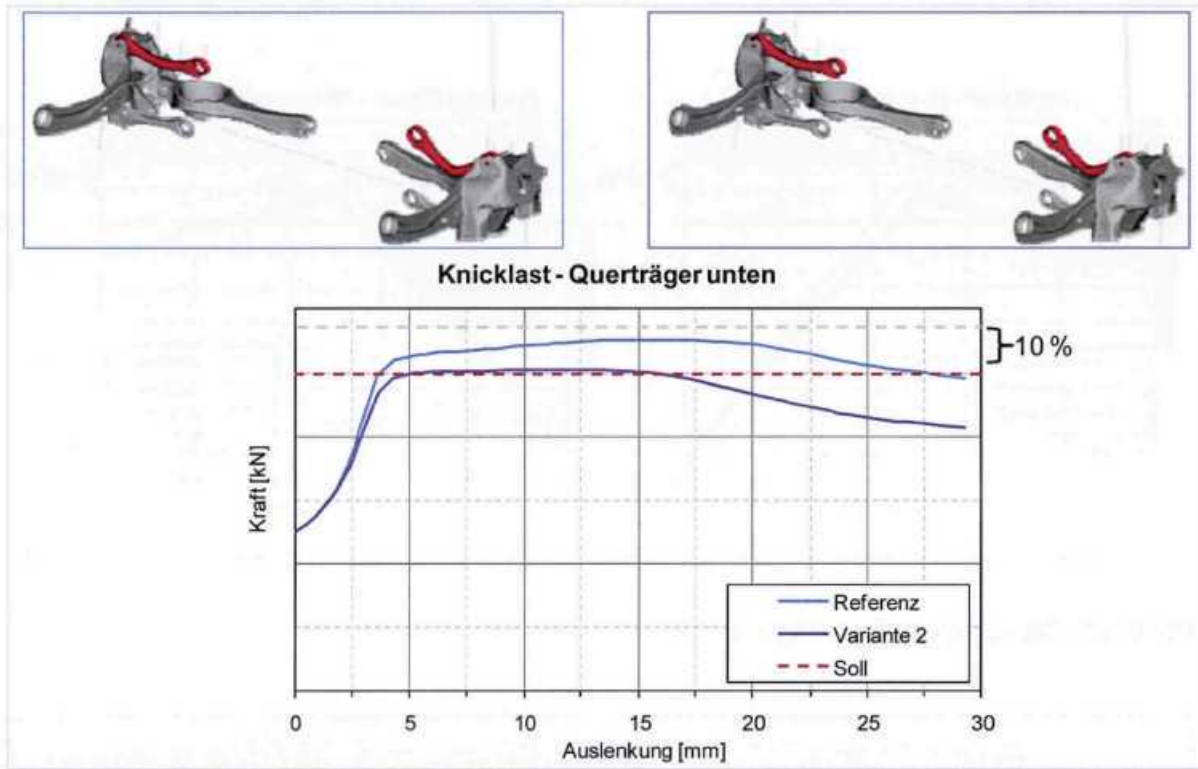 Knicklast - Querträger unten
10 %
Kraft [kN]
Referenz
Variante 2
Soll
0 5 10 15 20 25 30
Auslenkung [mm]